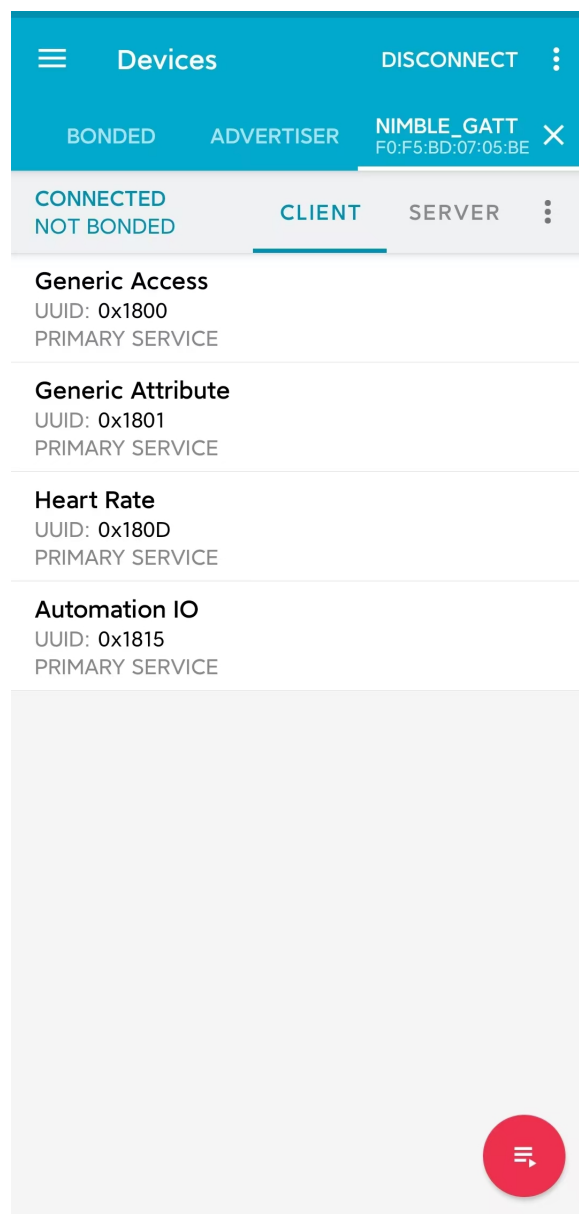 Devices
DISCONNECT
BONDED
ADVERTISER
NIMBLE_GATT
F0:F5:BD:07:05:BE
CONNECTED
NOT BONDED
CLIENT
SERVER
Generic Access
UUID: 0x1800
PRIMARY SERVICE
Generic Attribute
UUID: 0x1801
PRIMARY SERVICE
Heart Rate
UUID: 0x180D
PRIMARY SERVICE
Automation IO
UUID: 0x1815
PRIMARY SERVICE